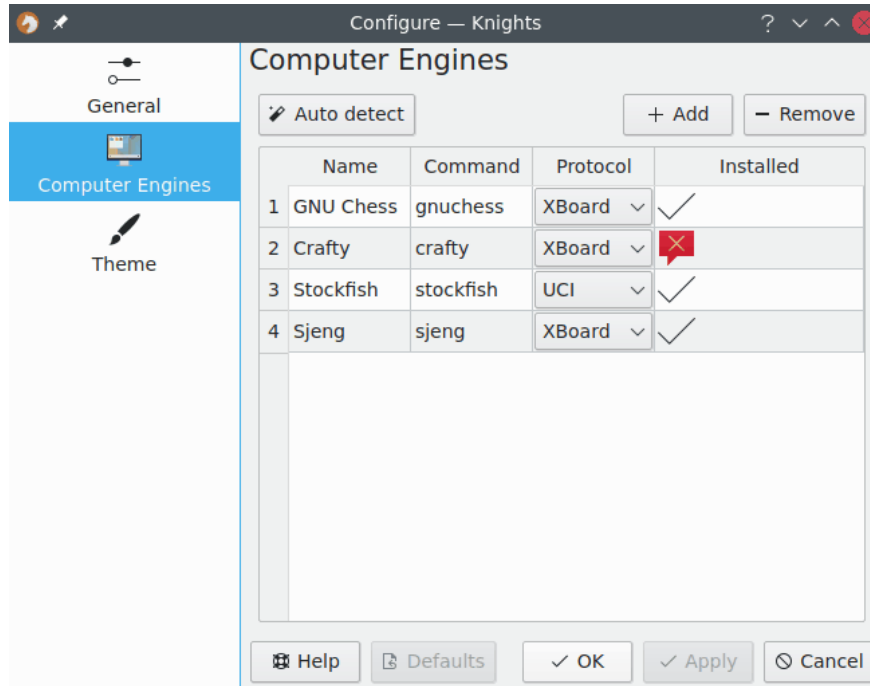 Configure — Knights
General
Computer Engines
Theme
Computer Engines
Auto detect
Add
Remove
Name Command Protocol Installed
1 GNU Chess gnuchess XBoard
2 Crafty crafty XBoard
3 Stockfish stockfish UCI
4 Sjeng sjeng XBoard
Help
Defaults
OK
Apply
Cancel